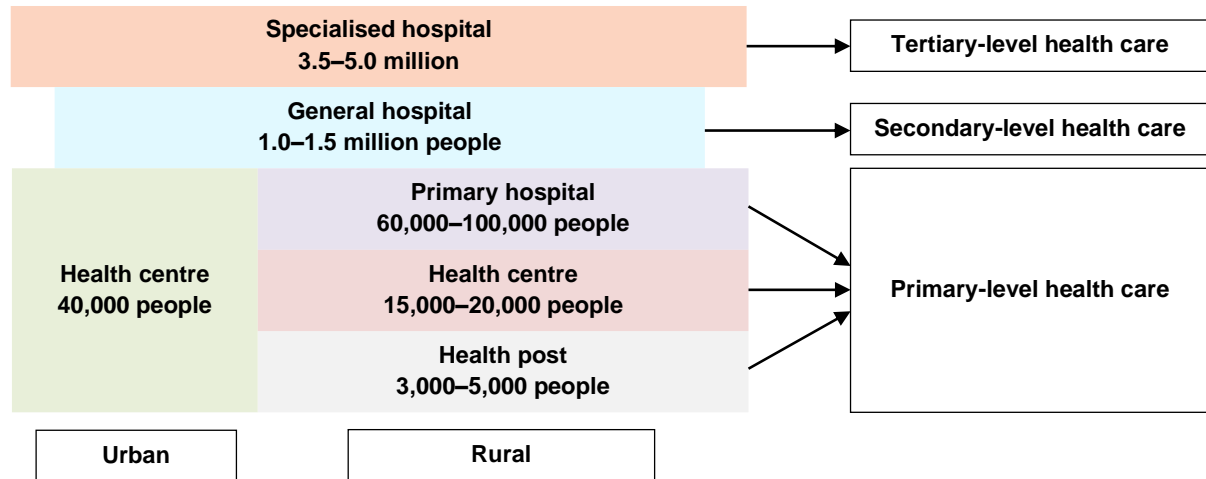 Specialised hospital
3.5–5.0 million
Tertiary-level health care
General hospital
1.0–1.5 million people
Secondary-level health care
Primary hospital
60,000–100,000 people
Health centre
40,000 people
Health centre
15,000–20,000 people
Primary-level health care
Health post
3,000–5,000 people
Urban
Rural